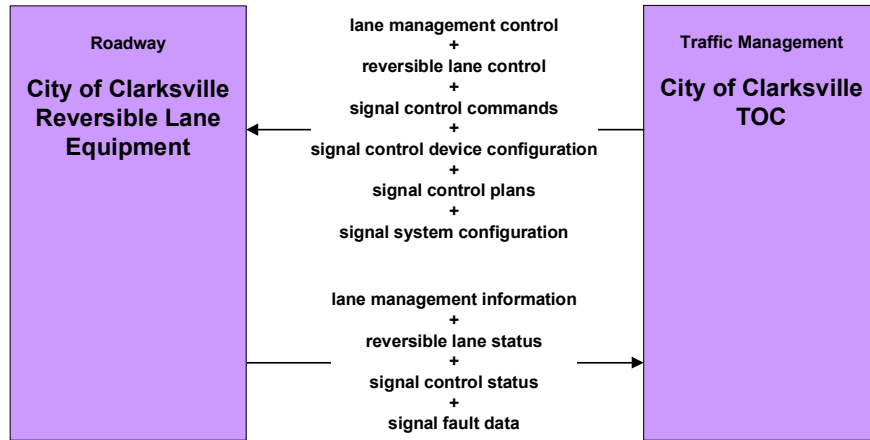 Roadway
City of Clarksville
Reversible Lane
Equipment
lane management control
+
reversible lane control
+
signal control commands
+
signal control device configuration
+
signal control plans
+
signal system configuration
lane management information
+
reversible lane status
+
signal control status
+
signal fault data
Traffic Management
City of Clarksville
TOC